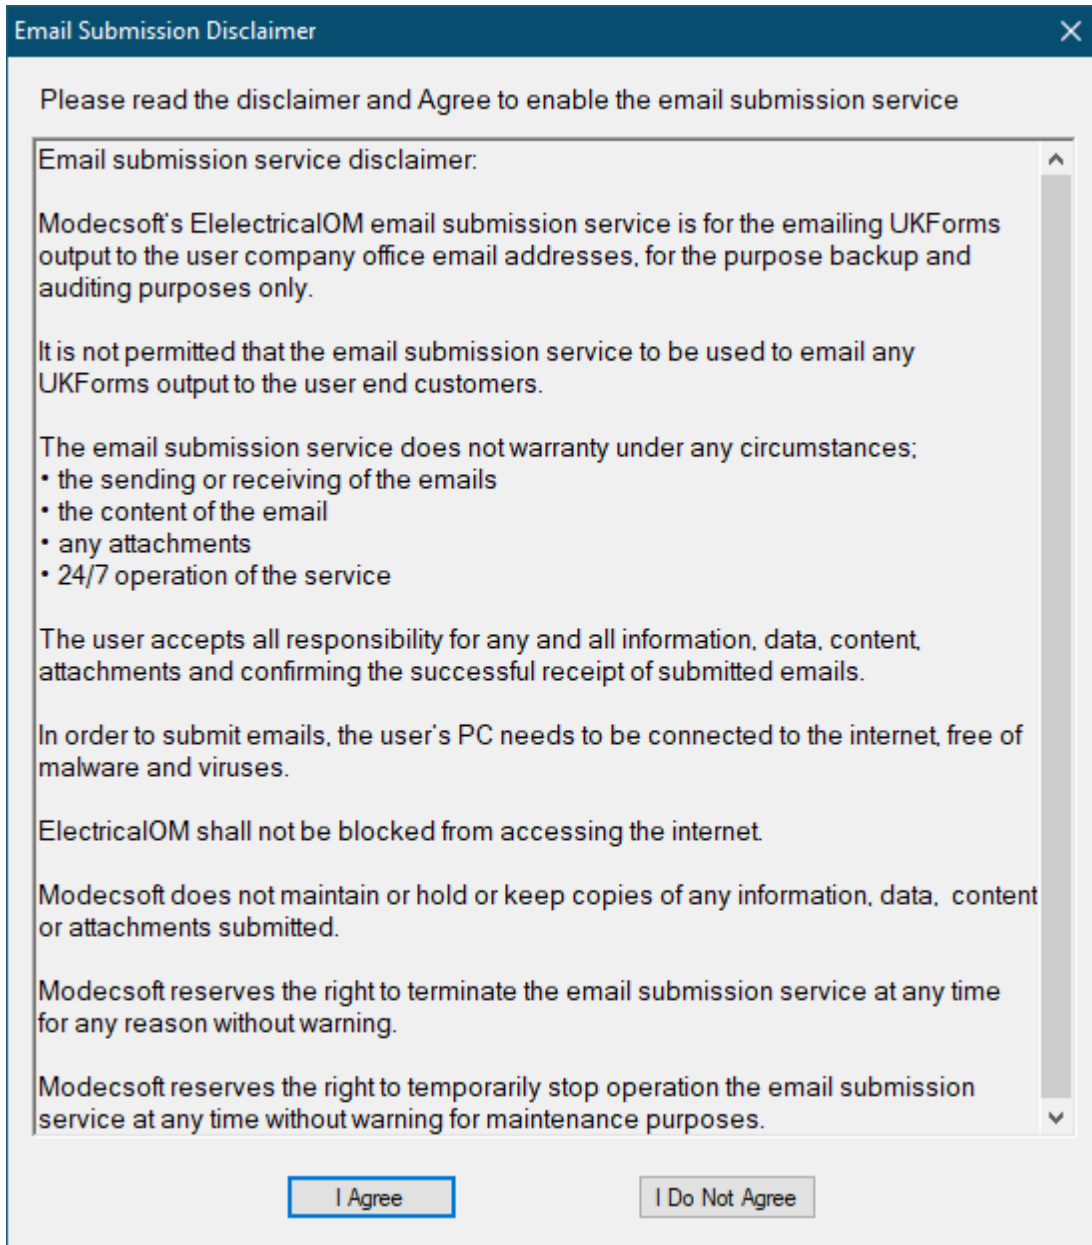 Email Submission Disclaimer
Please read the disclaimer and Agree to enable the email submission service
Email submission service disclaimer:
Modecsoft's ElelectricalOM email submission service is for the emailing UKForms
output to the user company office email addresses, for the purpose backup and
auditing purposes only.
It is not permitted that the email submission service to be used to email any
UKForms output to the user end customers.
The email submission service does not warranty under any circumstances;
• the sending or receiving of the emails
• the content of the email
• any attachments
• 24/7 operation of the service
The user accepts all responsibility for any and all information, data, content,
attachments and confirming the successful receipt of submitted emails.
In order to submit emails, the user's PC needs to be connected to the internet, free of
malware and viruses.
ElectricalOM shall not be blocked from accessing the internet.
Modecsoft does not maintain or hold or keep copies of any information, data,  content
or attachments submitted.
Modecsoft reserves the right to terminate the email submission service at any time
for any reason without warning.
Modecsoft reserves the right to temporarily stop operation the email submission
service at any time without warning for maintenance purposes.
I Agree
I Do Not Agree